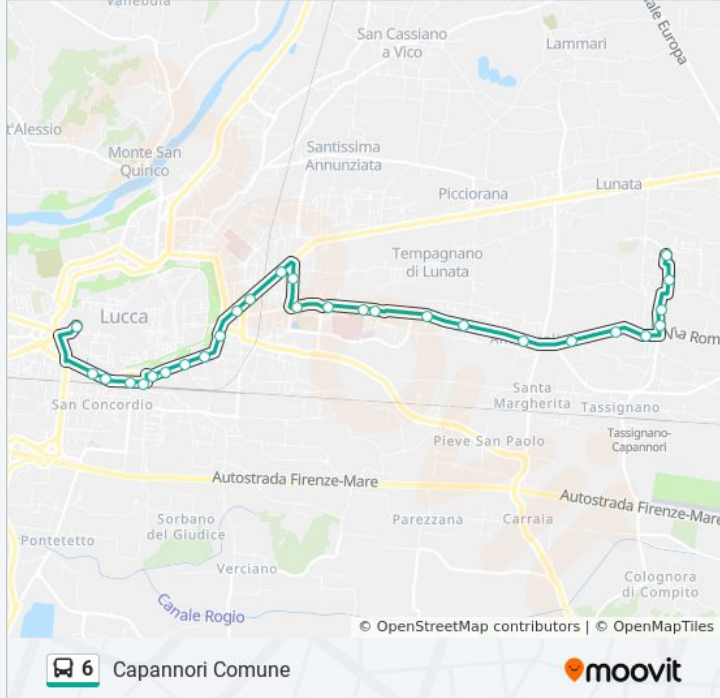 ale Europa
San Cassiano
a Vico
Lammari
t'Alessio
Monte San
Quirico
Santissima
Annunziata
Picciorana
Lunata
Tempagnano
di Lunata
Lucca
Via Rom
San Concordio
Santa
Margherita
Tassignano
Tassignano-
Capannori
Pieve San Paolo
Autostrada Firenze-Mare
Autostrada Firenze-Mare
Sorbano
del Giudice
Parezzana
Carraia
Pontetetto
Verciano
Colognora
di Compito
Canale Rogio
© OpenStreetMap contributors | © OpenMapTiles
6 Capannori Comune
moovit